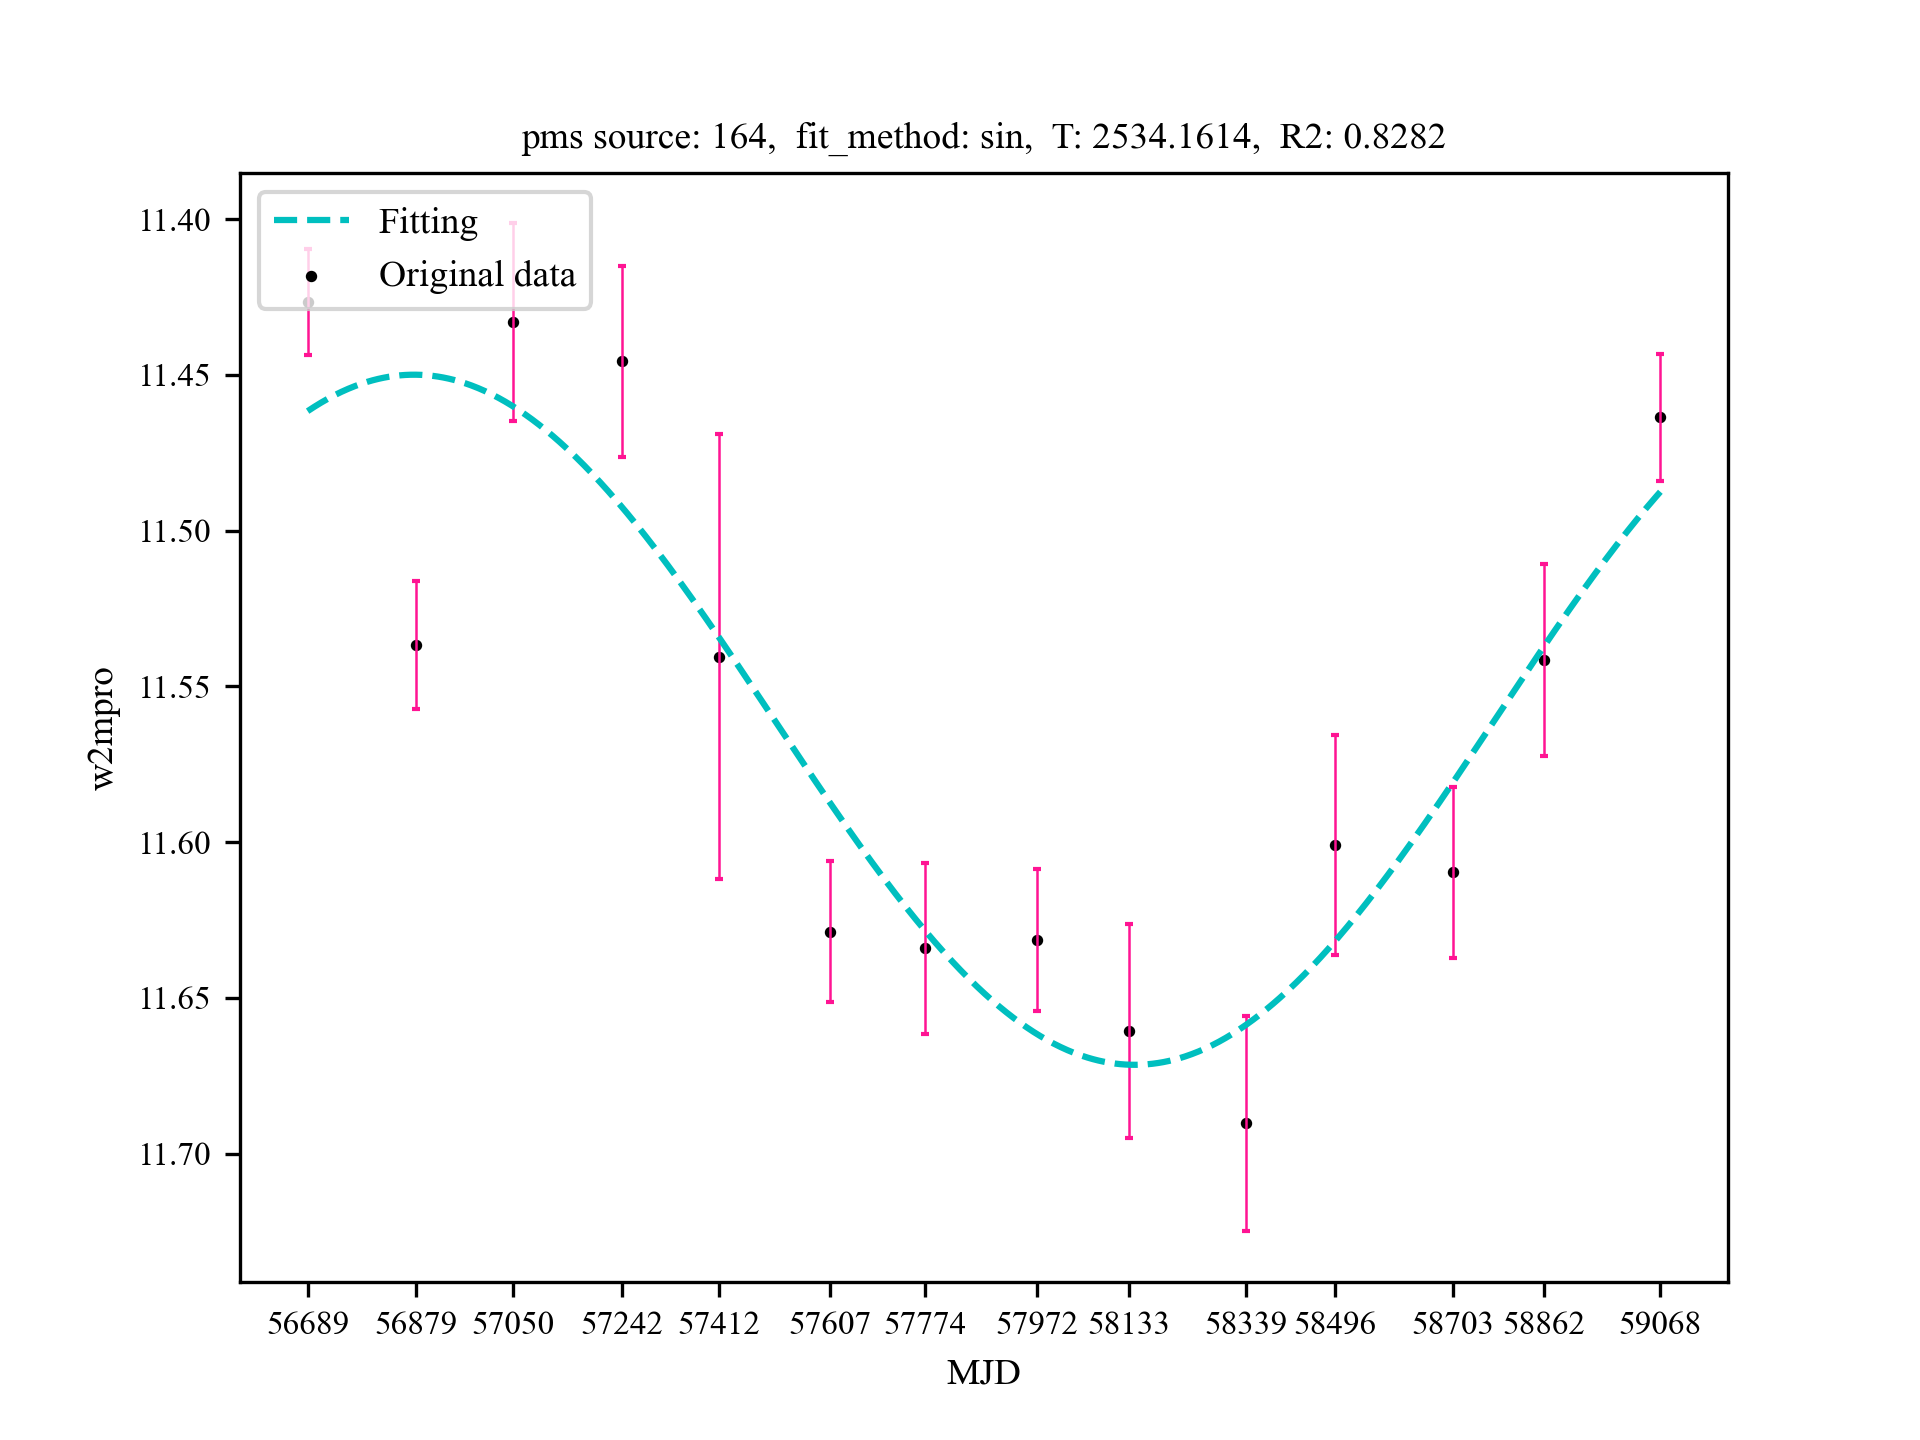 pms source: 164,  fit_method: sin,  T: 2534.1614,  R2: 0.8282
Fitting
Original data
11.40
11.45
11.50
11.55
11.60
11.65
11.70
w2mpro
56689 56879 57050 57242 57412 57607 57774 57972 58133 58339 58496 58703 58862 59068
MJD